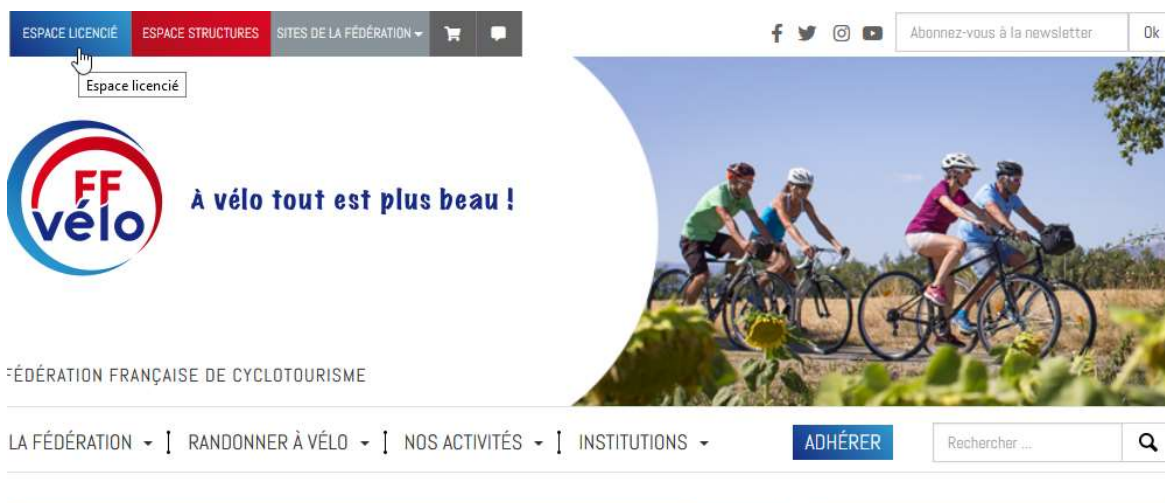 ESPACE LICENCIÉ ESPACE STRUCTURES SITES DE LA FÉDÉRATION Abonnez-vous à la newsletter Ok
Espace licencié
FF
vélo
À vélo tout est plus beau !
FÉDÉRATION FRANÇAISE DE CYCLOTOURISME
LA FÉDÉRATION RANDONNER À VÉLO NOS ACTIVITÉS INSTITUTIONS ADHÉRER Rechercher ...